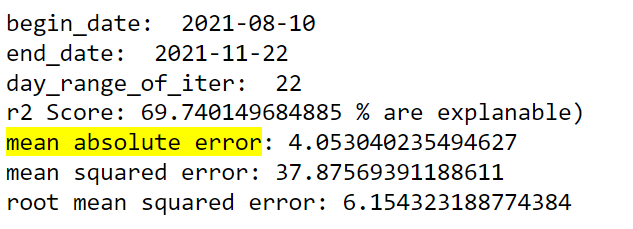 begin_date: 2021-08-10
end_date: 2021-11-22
day_range_of_iter: 22
r2 Score: 69.740149684885 % are explanable)
mean absolute error: 4.053040235494627
mean squared error: 37.87569391188611
root mean squared error: 6.154323188774384